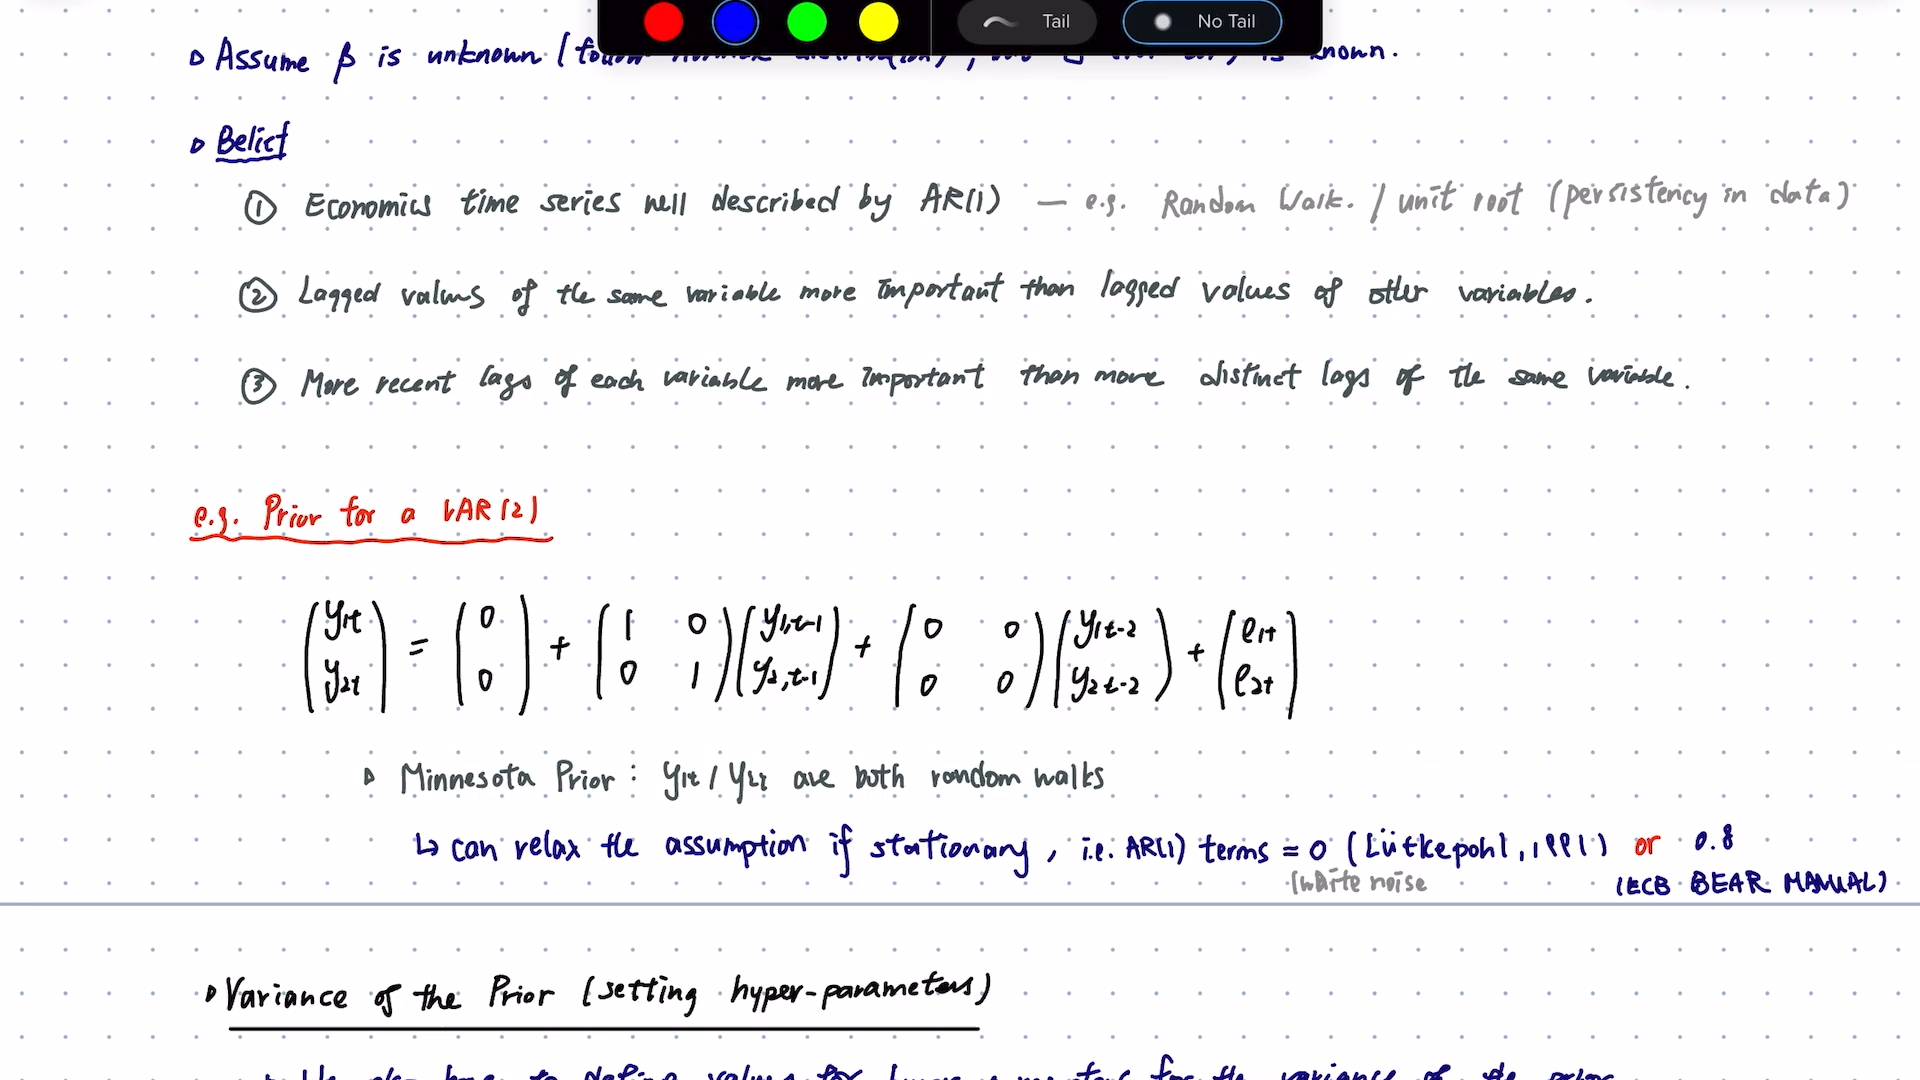 Tail No Tail
▷ Assume β is unknown known.
▷ Belief
① Economics time series well described by AR(1) — e.g. Random Walk. / unit root (persistency in data)
② Lagged values of the same variable more important than lagged values of other variables.
③ More recent lags of each variable more important than more distinct lags of the same variable.
e.g. Prior for a VAR(2)
(y1t y2t) = (0 0) + (1 0 0 1)(y1,t-1 y2,t-1) + (0 0 0 0)(y1t-2 y2t-2) + (e1t e2t)
▷ Minnesota Prior : y1t / y2t are both random walks
↳ can relax the assumption if stationary, i.e. AR(1) terms = 0 (Lütkepohl, 1991) or 0.8
(white noise (ECB BEAR MANUAL)
▷ Variance of the Prior (setting hyper-parameters)